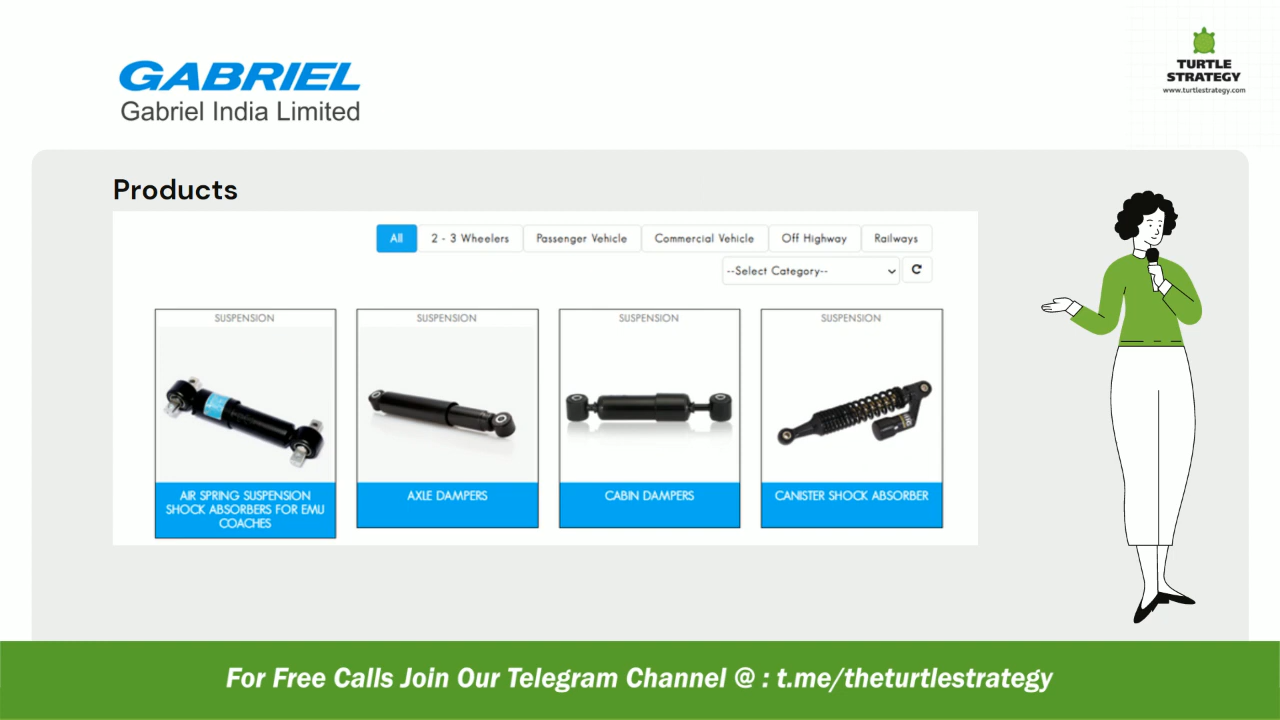 GABRIEL
Gabriel India Limited
TURTLE
STRATEGY
www.turtlestrategy.com
Products
All
2 - 3 Wheelers
Passenger Vehicle
Commercial Vehicle
Off Highway
Railways
--Select Category--
SUSPENSION
AIR SPRING SUSPENSION
SHOCK ABSORBERS FOR EMU
COACHES
SUSPENSION
AXLE DAMPERS
SUSPENSION
CABIN DAMPERS
SUSPENSION
CANISTER SHOCK ABSORBER
For Free Calls Join Our Telegram Channel @ : t.me/theturtlestrategy